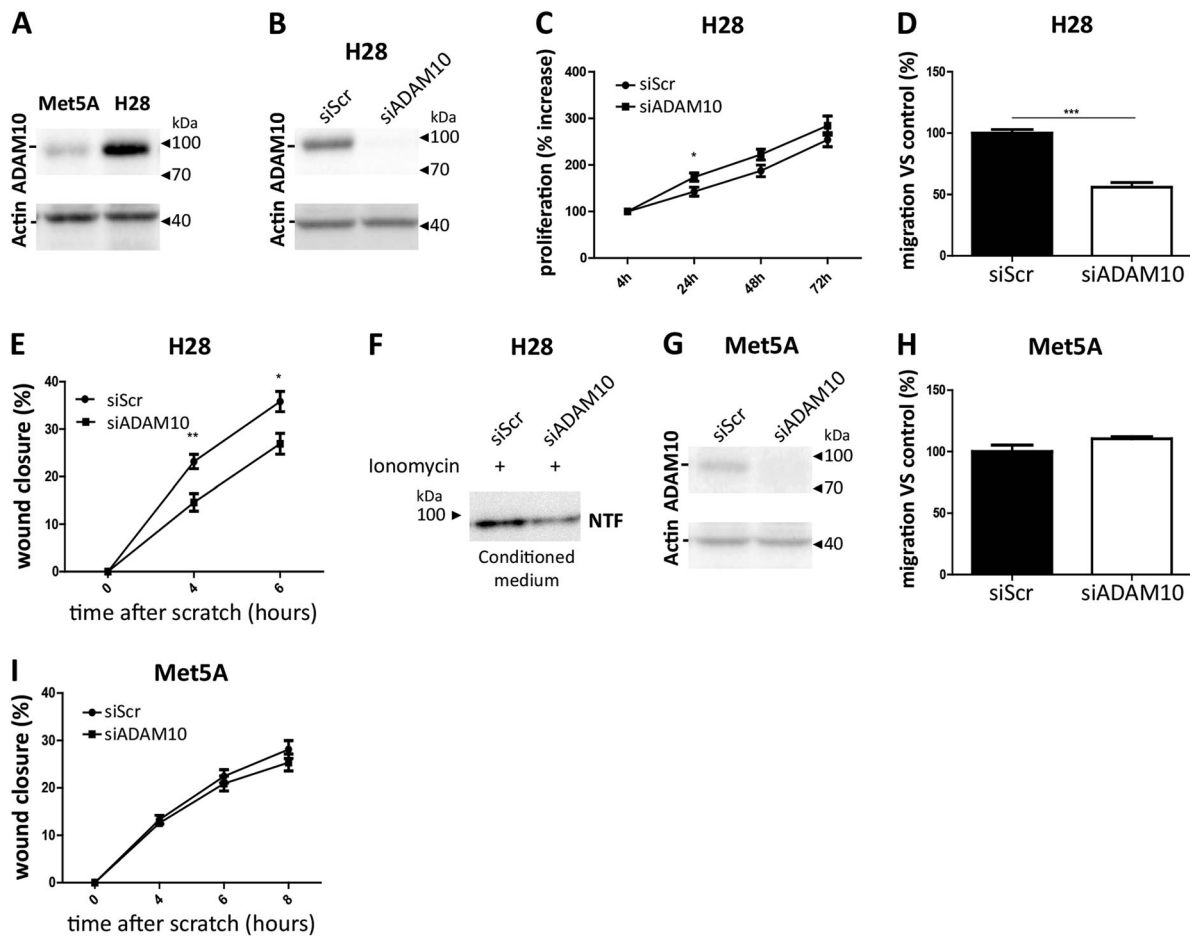 A
Met5A H28
kDa
ADAM10
100
70
Actin
40
B
H28
siScr siADAM10
kDa
100
70
40
ADAM10
Actin
C
H28
proliferation (% increase)
400
300
200
100
0
siScr
siADAM10
*
4h 24h 48h 72h
D
H28
migration VS control (%)
150
100
50
0
***
siScr siADAM10
E
H28
wound closure (%)
40
30
20
10
0
siScr
siADAM10
**
*
0 4 6
time after scratch (hours)
F
H28
siScr siADAM10
Ionomycin + +
kDa
100
NTF
Conditioned
medium
G
Met5A
siScr siADAM10
kDa
ADAM10
100
70
Actin
40
H
Met5A
migration VS control (%)
150
100
50
0
siScr siADAM10
I
Met5A
wound closure (%)
40
30
20
10
0
siScr
siADAM10
0 4 6 8
time after scratch (hours)